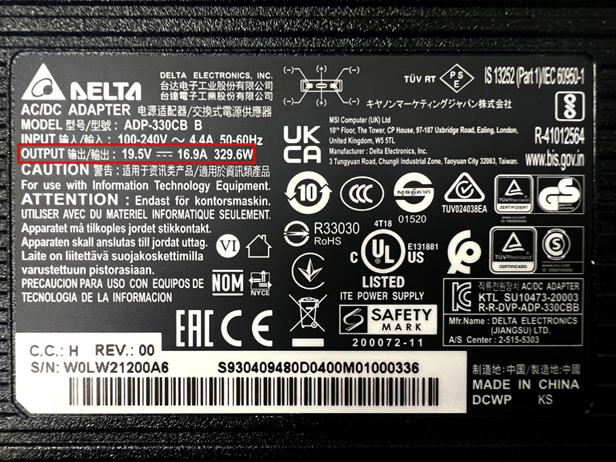 DELTA
DELTA ELECTRONICS, INC.
台达电子工业股份有限公司
台達電子工業股份有限公司
AC/DC ADAPTER 电源适配器/交換式電源供應器
MODEL 型号/型號: ADP-330CB B
INPUT 输入/輸入: 100-240V ~ 4.4A 50-60Hz
OUTPUT 输出/輸出: 19.5V ⎓ 16.9A 329.6W
CAUTION 警告: 适用于资讯类产品/適用於資訊類產品
For use with Information Technology Equipment.
ATTENTION: Endast för kontorsmaskin.
UTILISER AVEC DU MATERIEL INFORMATIQUE SEULEMENT.
Apparatet må kun tilsluttes jordet stikkontakt.
Apparaten skall anslutas till jordat uttag.
Laite on liitettävä suojakoskettimilla
varustettuun pistorasiaan.
PRECAUCION PARA USO CON EQUIPOS DE
TECNOLOGIA DE LA INFORMACION
VI
NOM
NYCE
EAC
CE
C.C.: H REV.: 00
S/N: W0LW21200A6
S930409480D0400M01000336
TÜV RT
PSE
キヤノンマーケティングジャパン株式会社
IS 13252 (Part 1)/IEC 60950-1
R-41012564
www.bis.gov.in
UKCA
MSI Computer (UK) Ltd
10th Floor, The Tower, CP House, 97-107 Uxbridge Road, Ealing, London,
United Kingdom, W5 5TL
Manufacturer: Delta Electronics, Inc.
3 Tungyuan Road, Chungli Industrial Zone, Taoyuan County 32063, Taiwan
10
CCC
01520
TUV024038EA
TÜVRheinland
GS
R33030
RoHS
4T18
c UL us
E131881
LISTED
ITE POWER SUPPLY
TÜVRheinland
CERTIFIED
S
SAFETY
MARK
200072-11
직류전원장치 AC/DC ADAPTER
KTL SU10473-20003
R-R-DVP-ADP-330CBB
Mfr.Name : DELTA ELECTRONICS
(JIANGSU) LTD.
A/S Center : 2-515-5303
制造地: 中国/製造地: 中國
MADE IN CHINA
DCWP KS